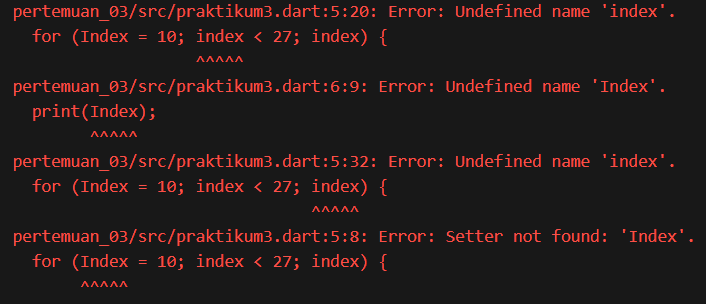 pertemuan_03/src/praktikum3.dart:5:20: Error: Undefined name 'index'.
  for (Index = 10; index < 27; index) {
                   ^^^^^
pertemuan_03/src/praktikum3.dart:6:9: Error: Undefined name 'Index'.
  print(Index);
        ^^^^^
pertemuan_03/src/praktikum3.dart:5:32: Error: Undefined name 'index'.
  for (Index = 10; index < 27; index) {
                               ^^^^^
pertemuan_03/src/praktikum3.dart:5:8: Error: Setter not found: 'Index'.
  for (Index = 10; index < 27; index) {
       ^^^^^